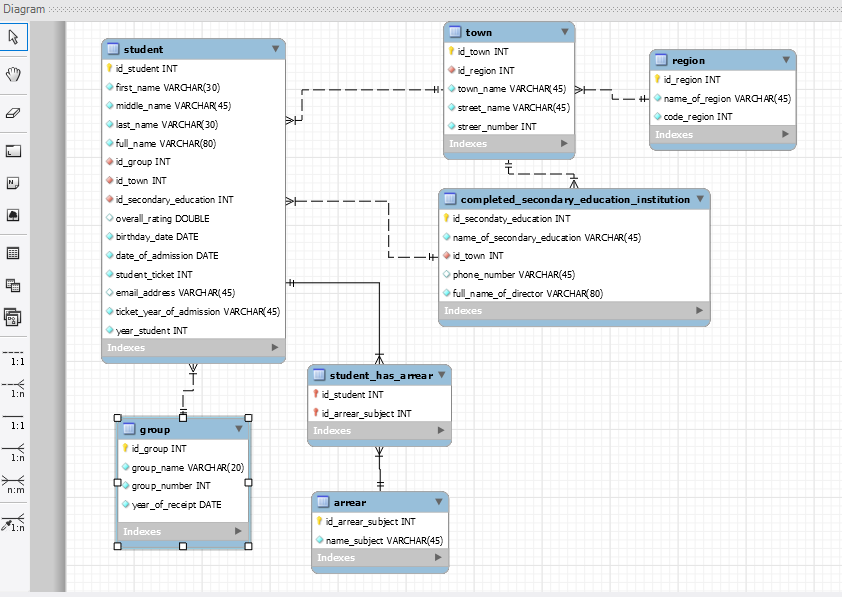 Diagram
student
id_student INT
first_name VARCHAR(30)
middle_name VARCHAR(45)
last_name VARCHAR(30)
full_name VARCHAR(80)
id_group INT
id_town INT
id_secondary_education INT
overall_rating DOUBLE
birthday_date DATE
date_of_admission DATE
student_ticket INT
email_address VARCHAR(45)
ticket_year_of_admission VARCHAR(45)
year_student INT
Indexes
town
id_town INT
id_region INT
town_name VARCHAR(45)
street_name VARCHAR(45)
streer_number INT
Indexes
region
id_region INT
name_of_region VARCHAR(45)
code_region INT
Indexes
completed_secondary_education_institution
id_secondaty_education INT
name_of_secondary_education VARCHAR(45)
id_town INT
phone_number VARCHAR(45)
full_name_of_director VARCHAR(80)
Indexes
student_has_arrear
id_student INT
id_arrear_subject INT
Indexes
group
id_group INT
group_name VARCHAR(20)
group_number INT
year_of_receipt DATE
Indexes
arrear
id_arrear_subject INT
name_subject VARCHAR(45)
Indexes
1:1
1:n
1:1
1:n
n:m
1:n